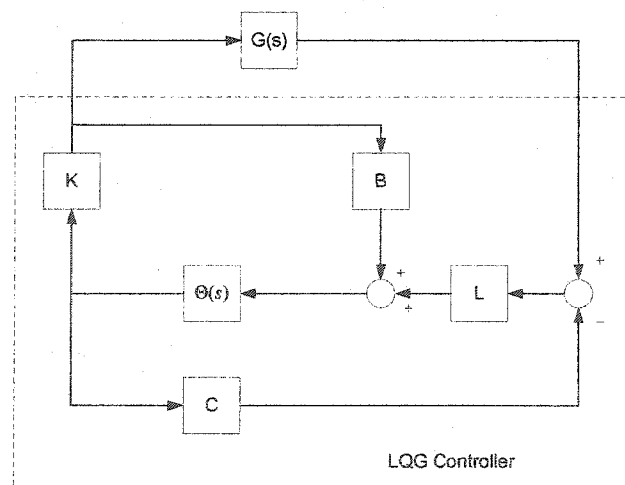 G(s)
K
B
+
+
Θ(s)
+
L
+
−
C
LQG Controller